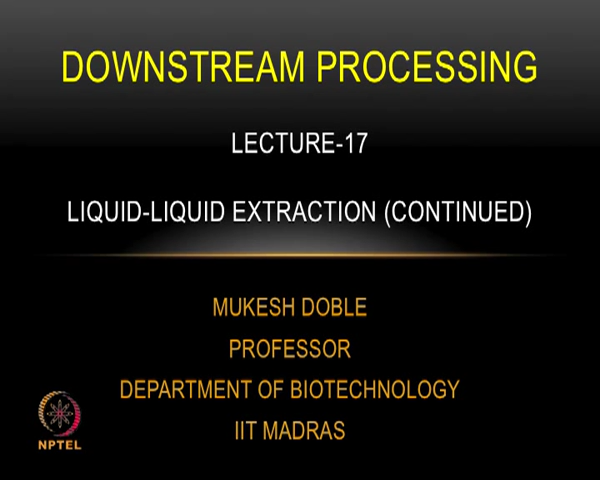 DOWNSTREAM PROCESSING
LECTURE-17
LIQUID-LIQUID EXTRACTION (CONTINUED)
MUKESH DOBLE
PROFESSOR
DEPARTMENT OF BIOTECHNOLOGY
IIT MADRAS
NPTEL